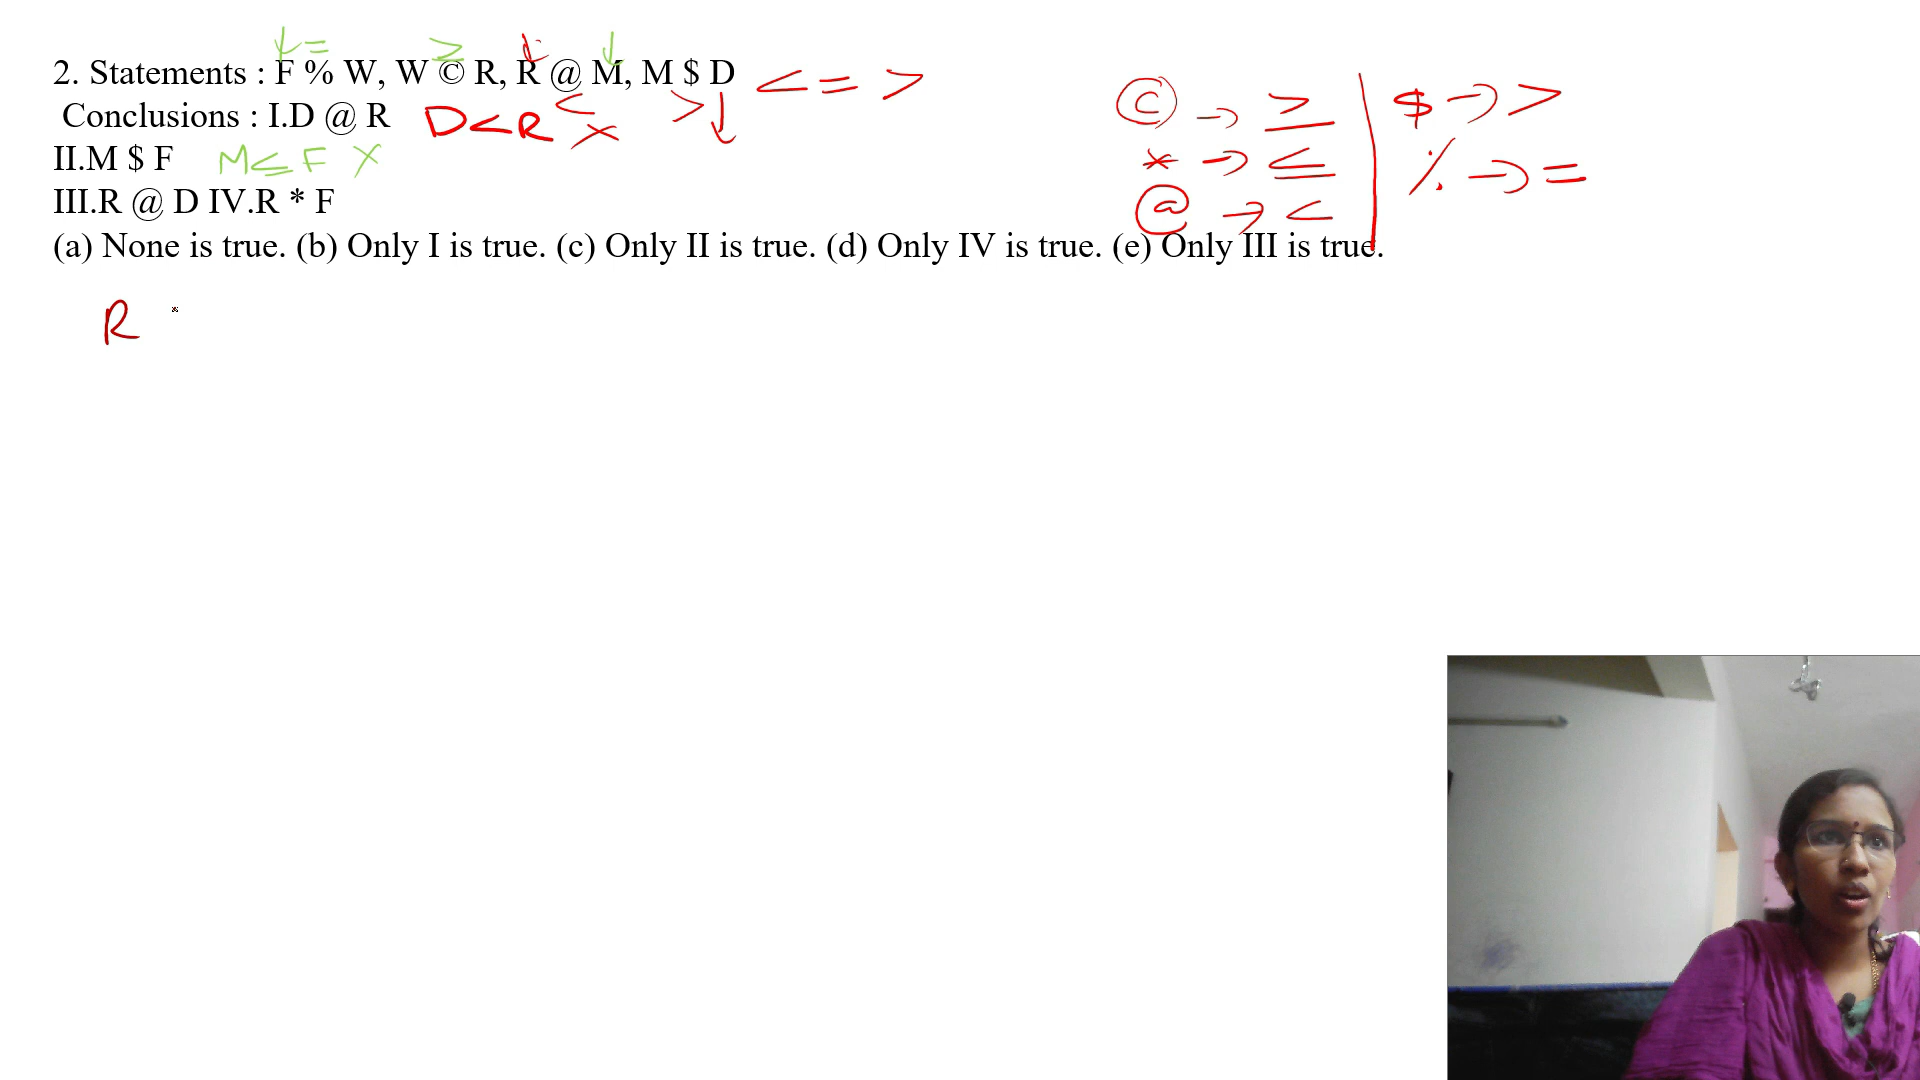 ↓ = ≥ ↓ ↓
2. Statements : F % W, W © R, R @ M, M $ D < = >
< > ↓
Conclusions : I.D @ R D<R ×
II.M $ F M≤F ×
III.R @ D IV.R * F
(a) None is true. (b) Only I is true. (c) Only II is true. (d) Only IV is true. (e) Only III is true.
© → ≥ $ → >
* → ≤ % → =
@ → <
R